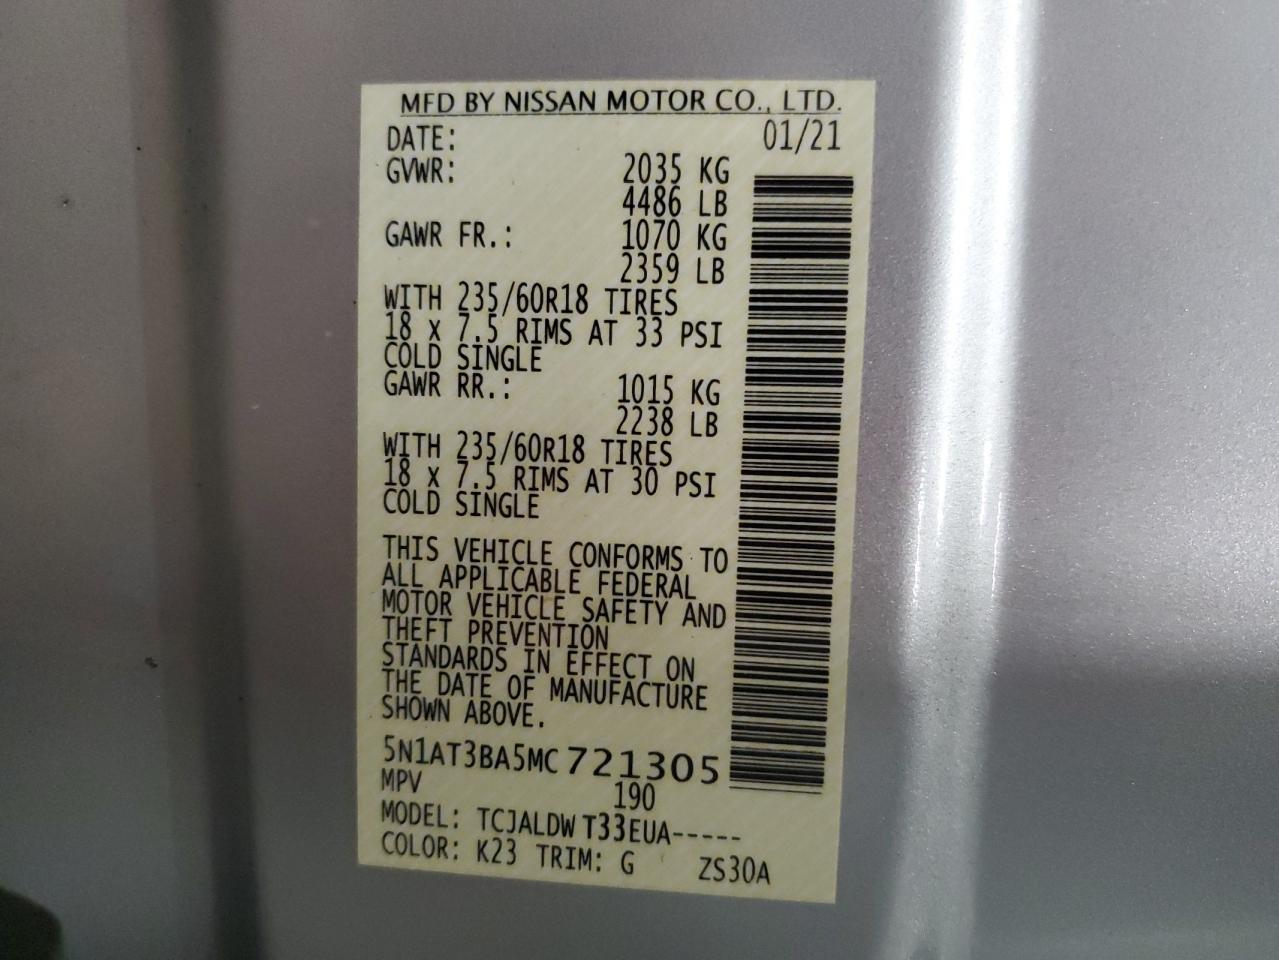 MFD BY NISSAN MOTOR CO., LTD.
DATE: 01/21
GVWR: 2035 KG
4486 LB
GAWR FR.: 1070 KG
2359 LB
WITH 235/60R18 TIRES
18 x 7.5 RIMS AT 33 PSI
COLD SINGLE
GAWR RR.: 1015 KG
2238 LB
WITH 235/60R18 TIRES
18 x 7.5 RIMS AT 30 PSI
COLD SINGLE
THIS VEHICLE CONFORMS TO
ALL APPLICABLE FEDERAL
MOTOR VEHICLE SAFETY AND
THEFT PREVENTION
STANDARDS IN EFFECT ON
THE DATE OF MANUFACTURE
SHOWN ABOVE.
5N1AT3BA5MC721305
MPV 190
MODEL: TCJALDW T33EUA-----
COLOR: K23 TRIM: G ZS30A